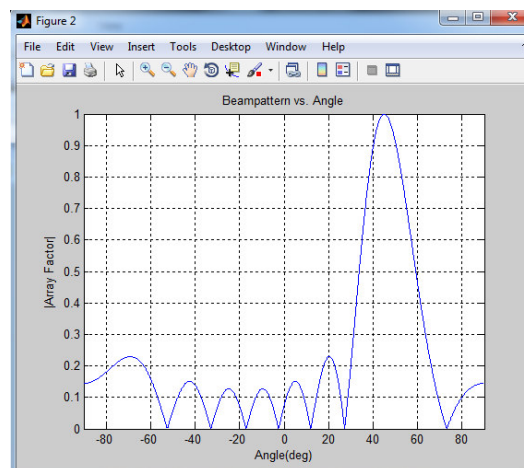 Figure 2
File Edit View Insert Tools Desktop Window Help
Beampattern vs. Angle
|Array Factor|
1
0.9
0.8
0.7
0.6
0.5
0.4
0.3
0.2
0.1
0
-80 -60 -40 -20 0 20 40 60 80
Angle(deg)